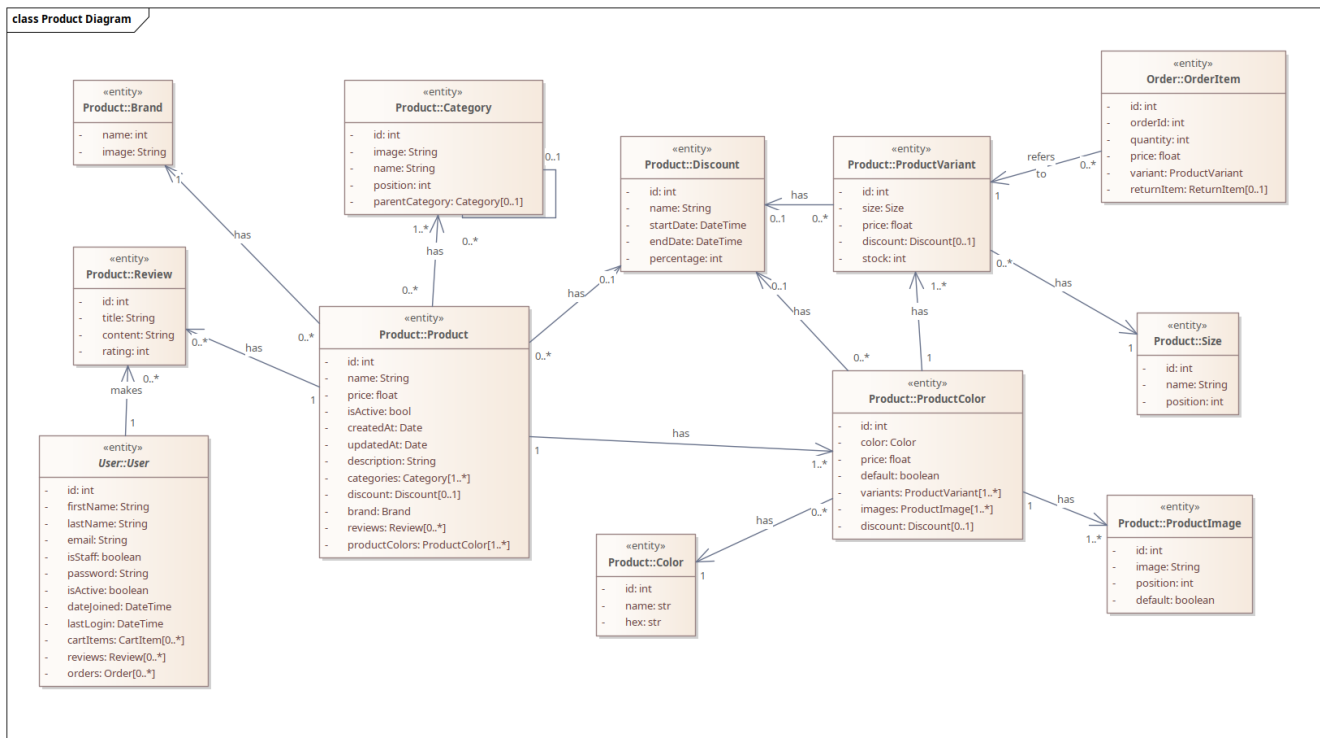 class Product Diagram
«entity»
Product::Brand
- name: int
- image: String
«entity»
Product::Category
- id: int
- image: String
- name: String
- position: int
- parentCategory: Category[0..1]
0..1
0..*
«entity»
Product::Discount
- id: int
- name: String
- startDate: DateTime
- endDate: DateTime
- percentage: int
«entity»
Product::ProductVariant
- id: int
- size: Size
- price: float
- discount: Discount[0..1]
- stock: int
«entity»
Order::OrderItem
- id: int
- orderId: int
- quantity: int
- price: float
- variant: ProductVariant
- returnItem: ReturnItem[0..1]
refers
to
0..*
1
has
0..1
0..*
1
has
0..*
1..*
has
0..*
has
0..1
0..*
has
0..1
0..*
1..*
has
1
0..*
has
1
«entity»
Product::Review
- id: int
- title: String
- content: String
- rating: int
0..*
has
1
0..*
makes
1
«entity»
Product::Product
- id: int
- name: String
- price: float
- isActive: bool
- createdAt: Date
- updatedAt: Date
- description: String
- categories: Category[1..*]
- discount: Discount[0..1]
- brand: Brand
- reviews: Review[0..*]
- productColors: ProductColor[1..*]
«entity»
Product::Size
- id: int
- name: String
- position: int
«entity»
Product::ProductColor
- id: int
- color: Color
- price: float
- default: boolean
- variants: ProductVariant[1..*]
- images: ProductImage[1..*]
- discount: Discount[0..1]
1
has
1..*
«entity»
User::User
- id: int
- firstName: String
- lastName: String
- email: String
- isStaff: boolean
- password: String
- isActive: boolean
- dateJoined: DateTime
- lastLogin: DateTime
- cartItems: CartItem[0..*]
- reviews: Review[0..*]
- orders: Order[0..*]
0..*
has
1
1
has
1..*
«entity»
Product::Color
- id: int
- name: str
- hex: str
«entity»
Product::ProductImage
- id: int
- image: String
- position: int
- default: boolean